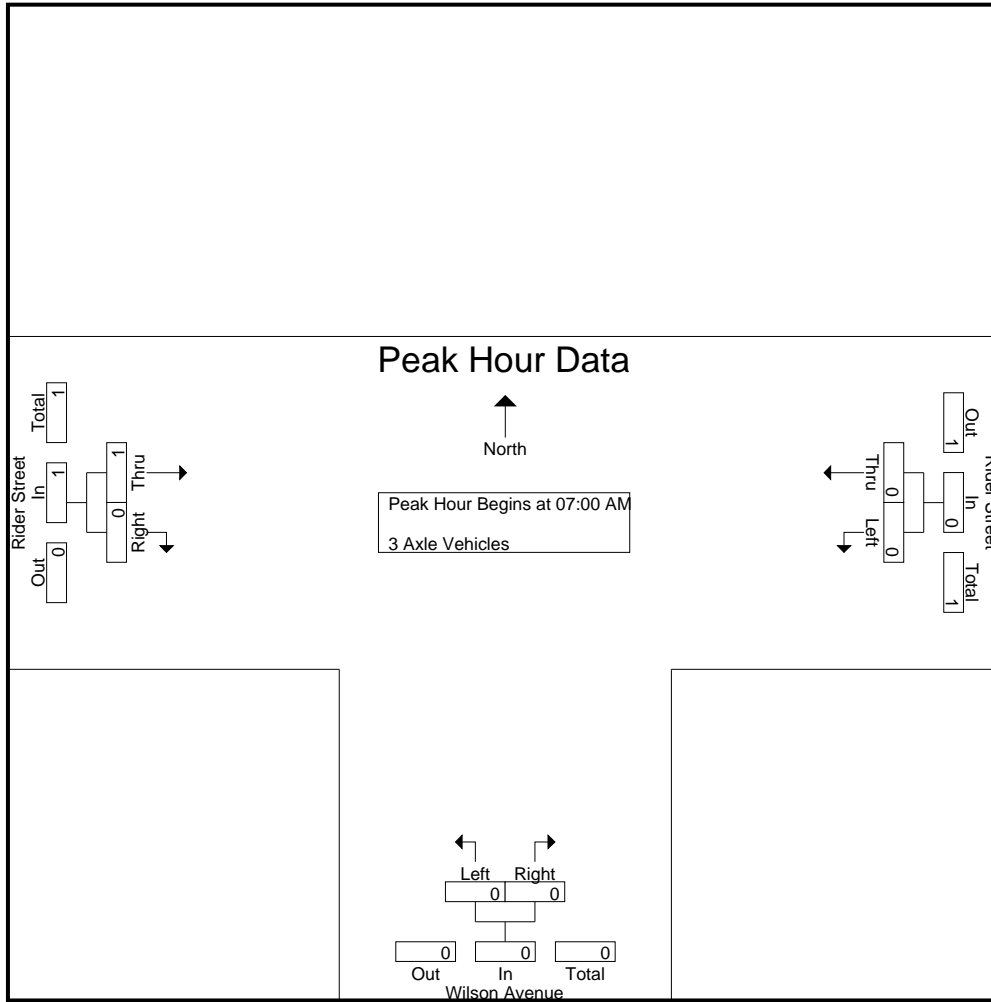 Peak Hour Data
North
Peak Hour Begins at 07:00 AM
3 Axle Vehicles
Rider Street
Total
1
In
1
Out
0
Thru
1
Right
0
Rider Street
Out
1
In
0
Total
1
Thru
0
Left
0
Left Right
0 0
0 0 0
Out In Total
Wilson Avenue